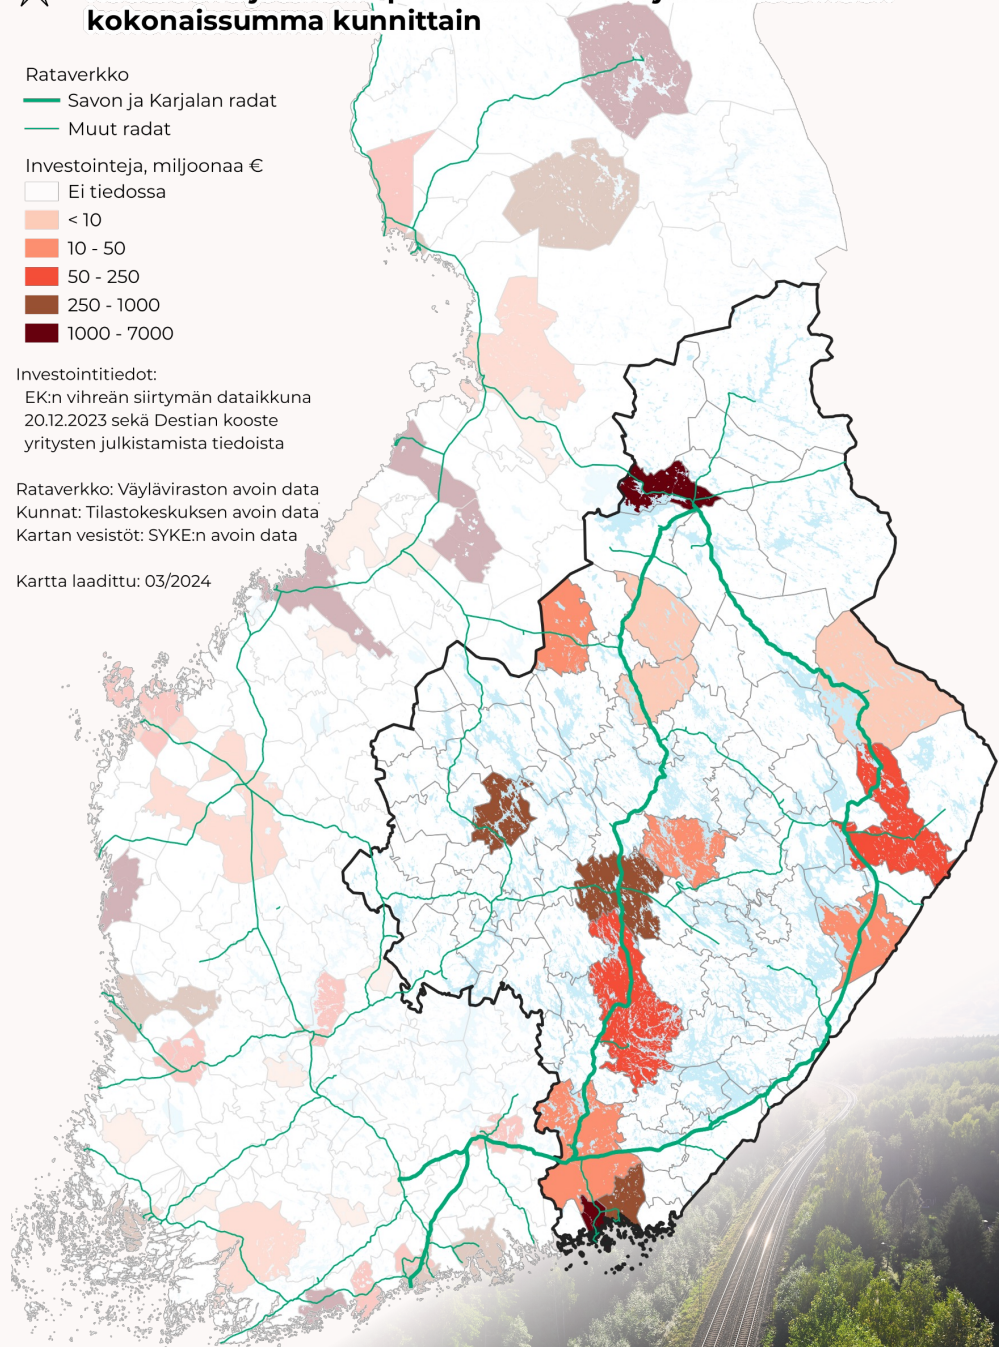 kokonaissumma kunnittain
Rataverkko
Savon ja Karjalan radat
Muut radat
Investointeja, miljoonaa €
Ei tiedossa
< 10
10 - 50
50 - 250
250 - 1000
1000 - 7000
Investointitiedot:
EK:n vihreän siirtymän dataikkuna
20.12.2023 sekä Destian kooste
yritysten julkistamista tiedoista
Rataverkko: Väyläviraston avoin data
Kunnat: Tilastokeskuksen avoin data
Kartan vesistöt: SYKE:n avoin data
Kartta laadittu: 03/2024